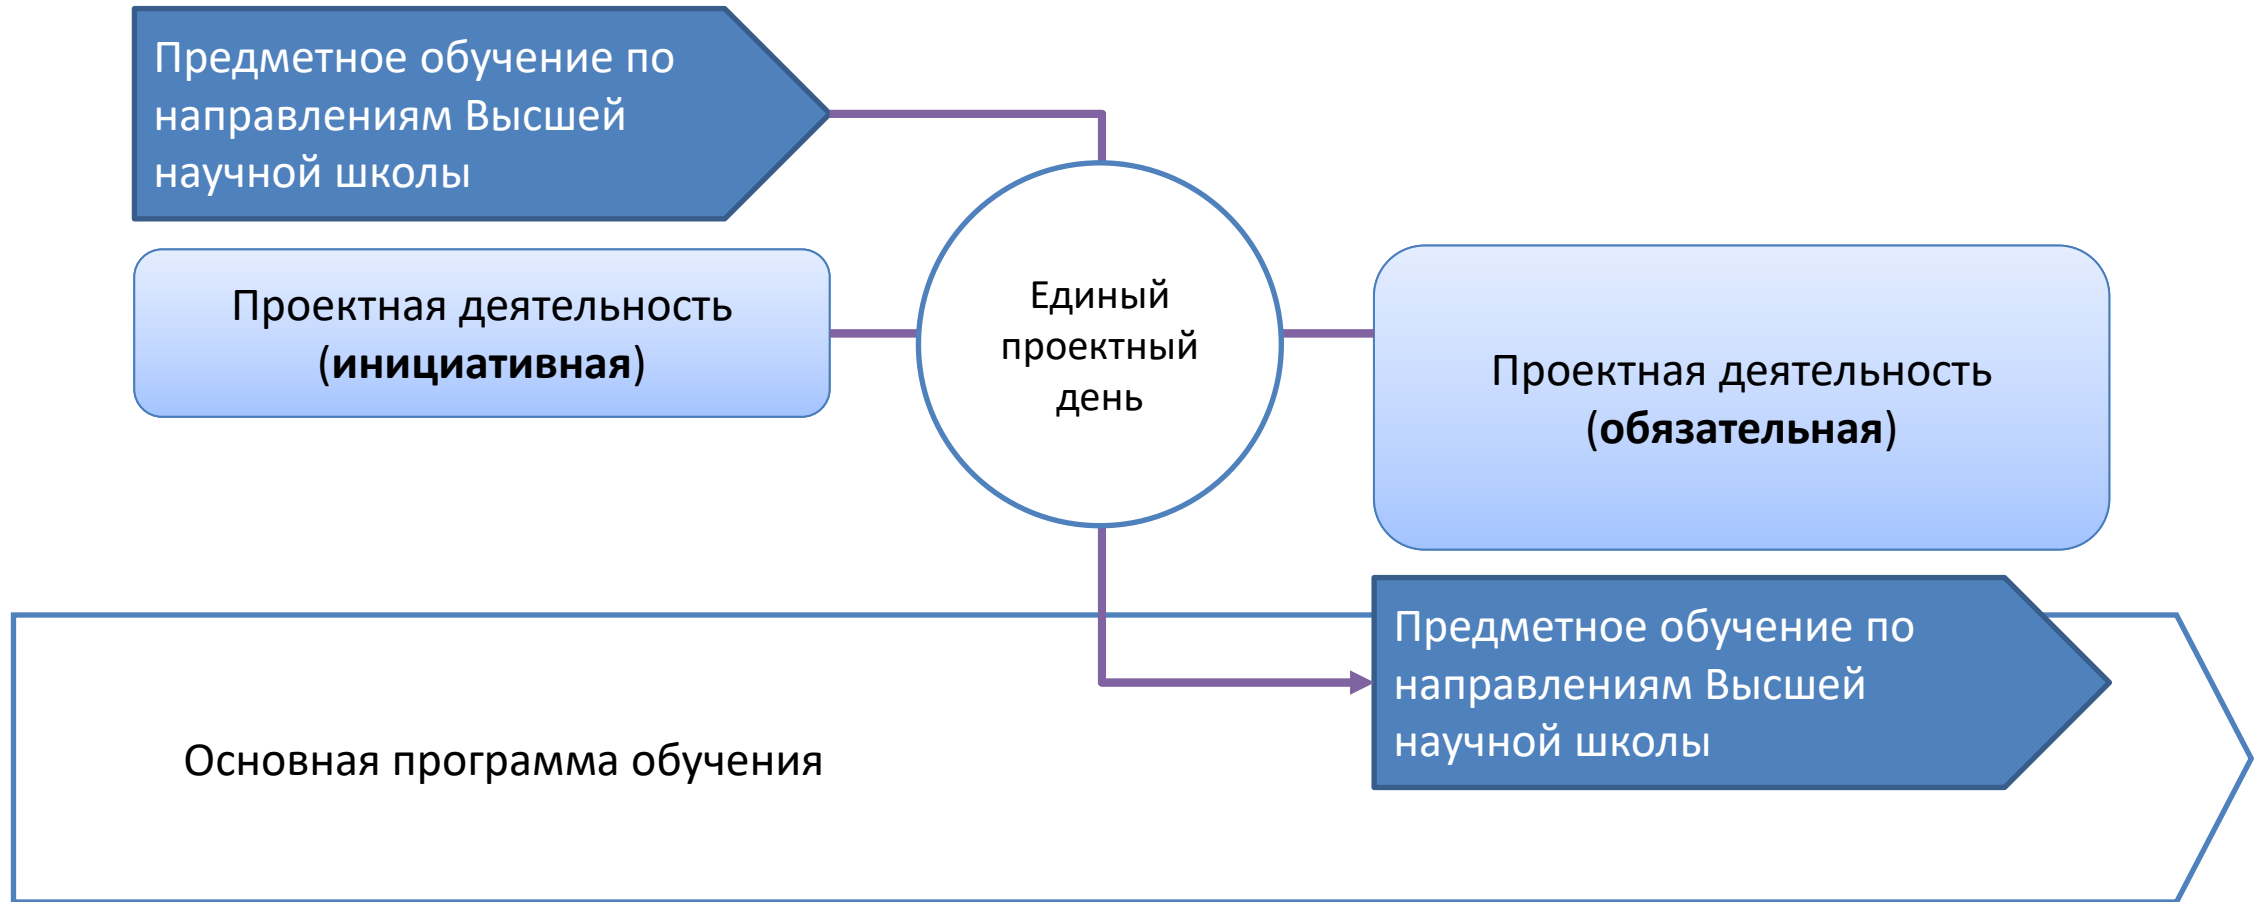 Предметное обучение по
направлениям Высшей
научной школы
Проектная деятельность
(инициативная)
Единый
проектный
день
Проектная деятельность
(обязательная)
Предметное обучение по
направлениям Высшей
научной школы
Основная программа обучения